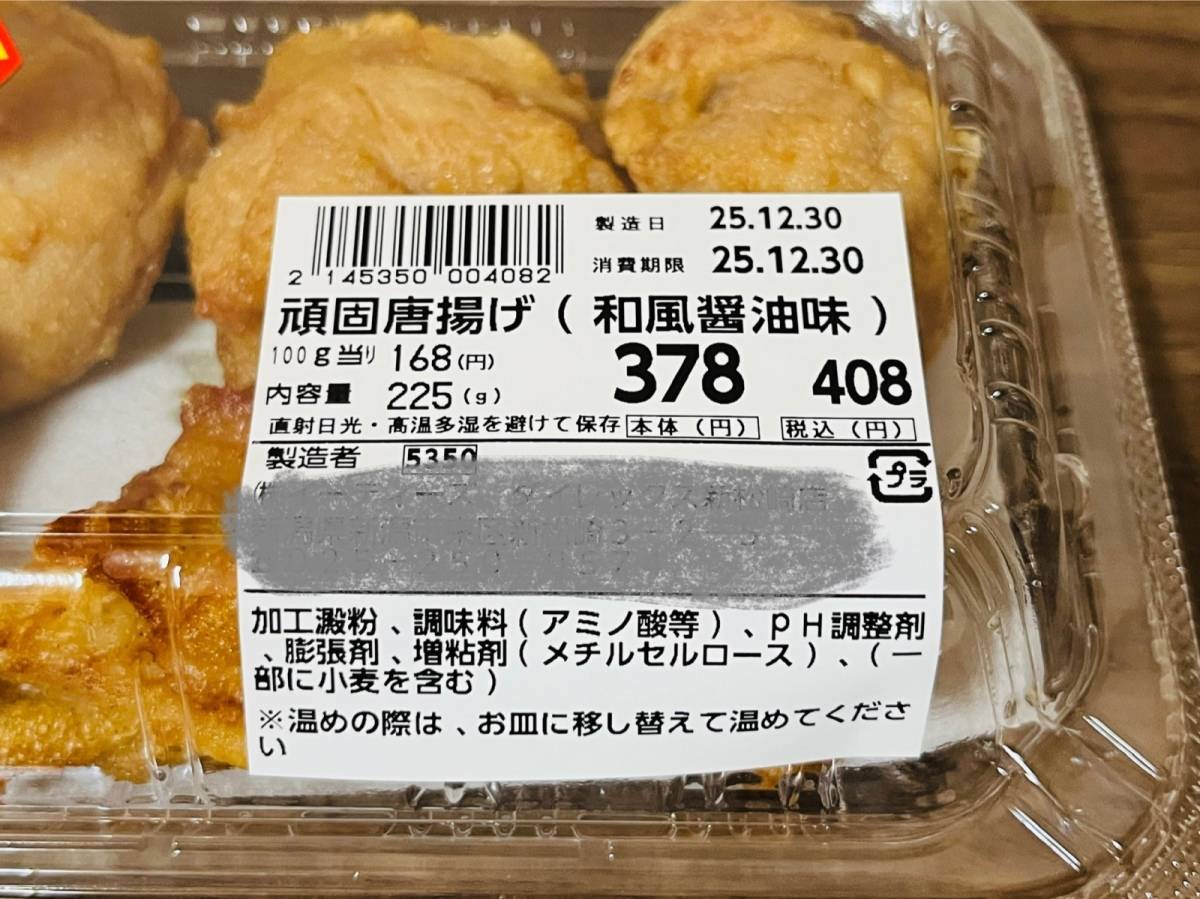 製造日 25.12.30
消費期限 25.12.30
2 145350 004082
頑固唐揚げ(和風醤油味)
100g当り 168(円)
378 408
内容量 225(g)
直射日光・高温多湿を避けて保存 本体(円) 税込(円)
製造者 5350
プラ
加工澱粉、調味料(アミノ酸等)、pH調整剤
、膨張剤、増粘剤(メチルセルロース)、(一
部に小麦を含む)
※温めの際は、お皿に移し替えて温めてくださ
い